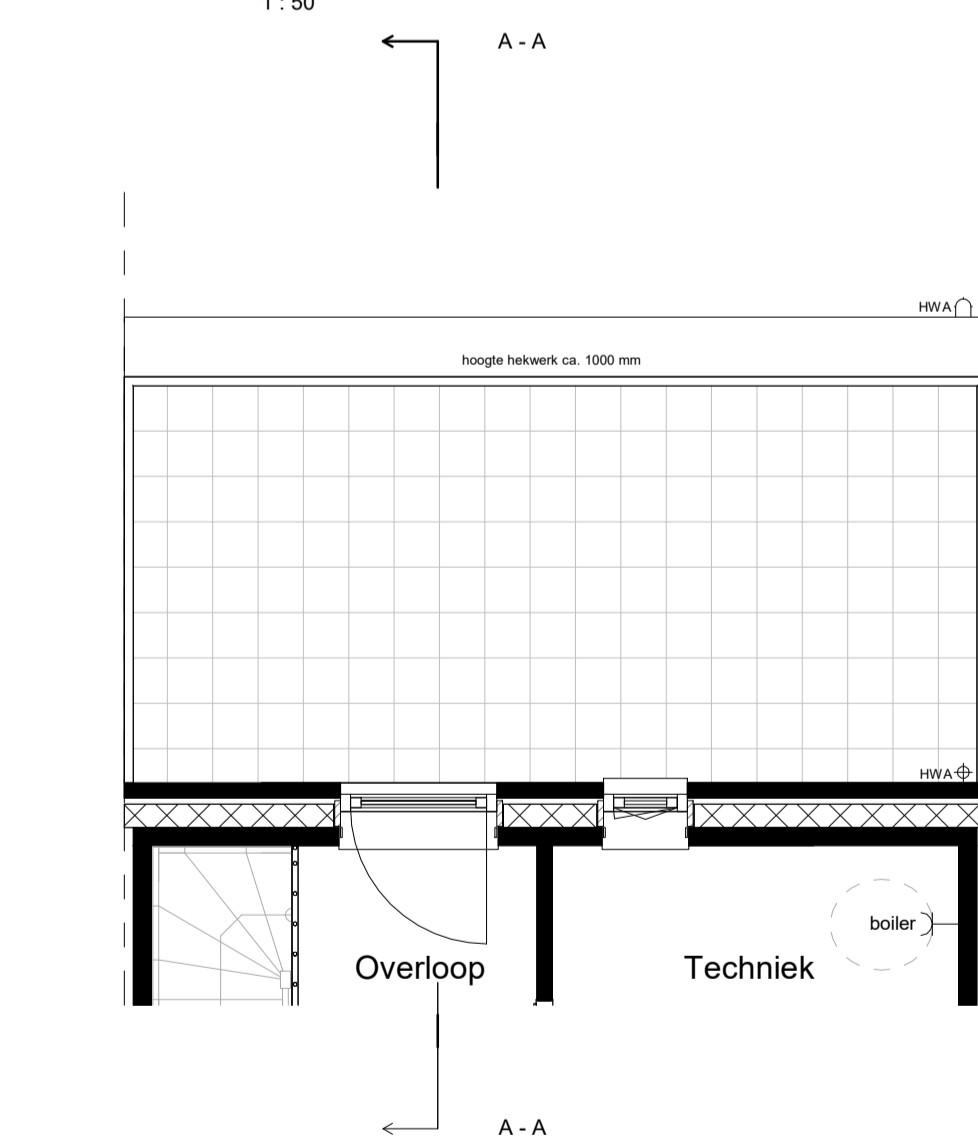 1 : 50
A - A
HWA
hoogte hekwerk ca. 1000 mm
HWA
boiler
Overloop
Techniek
A - A